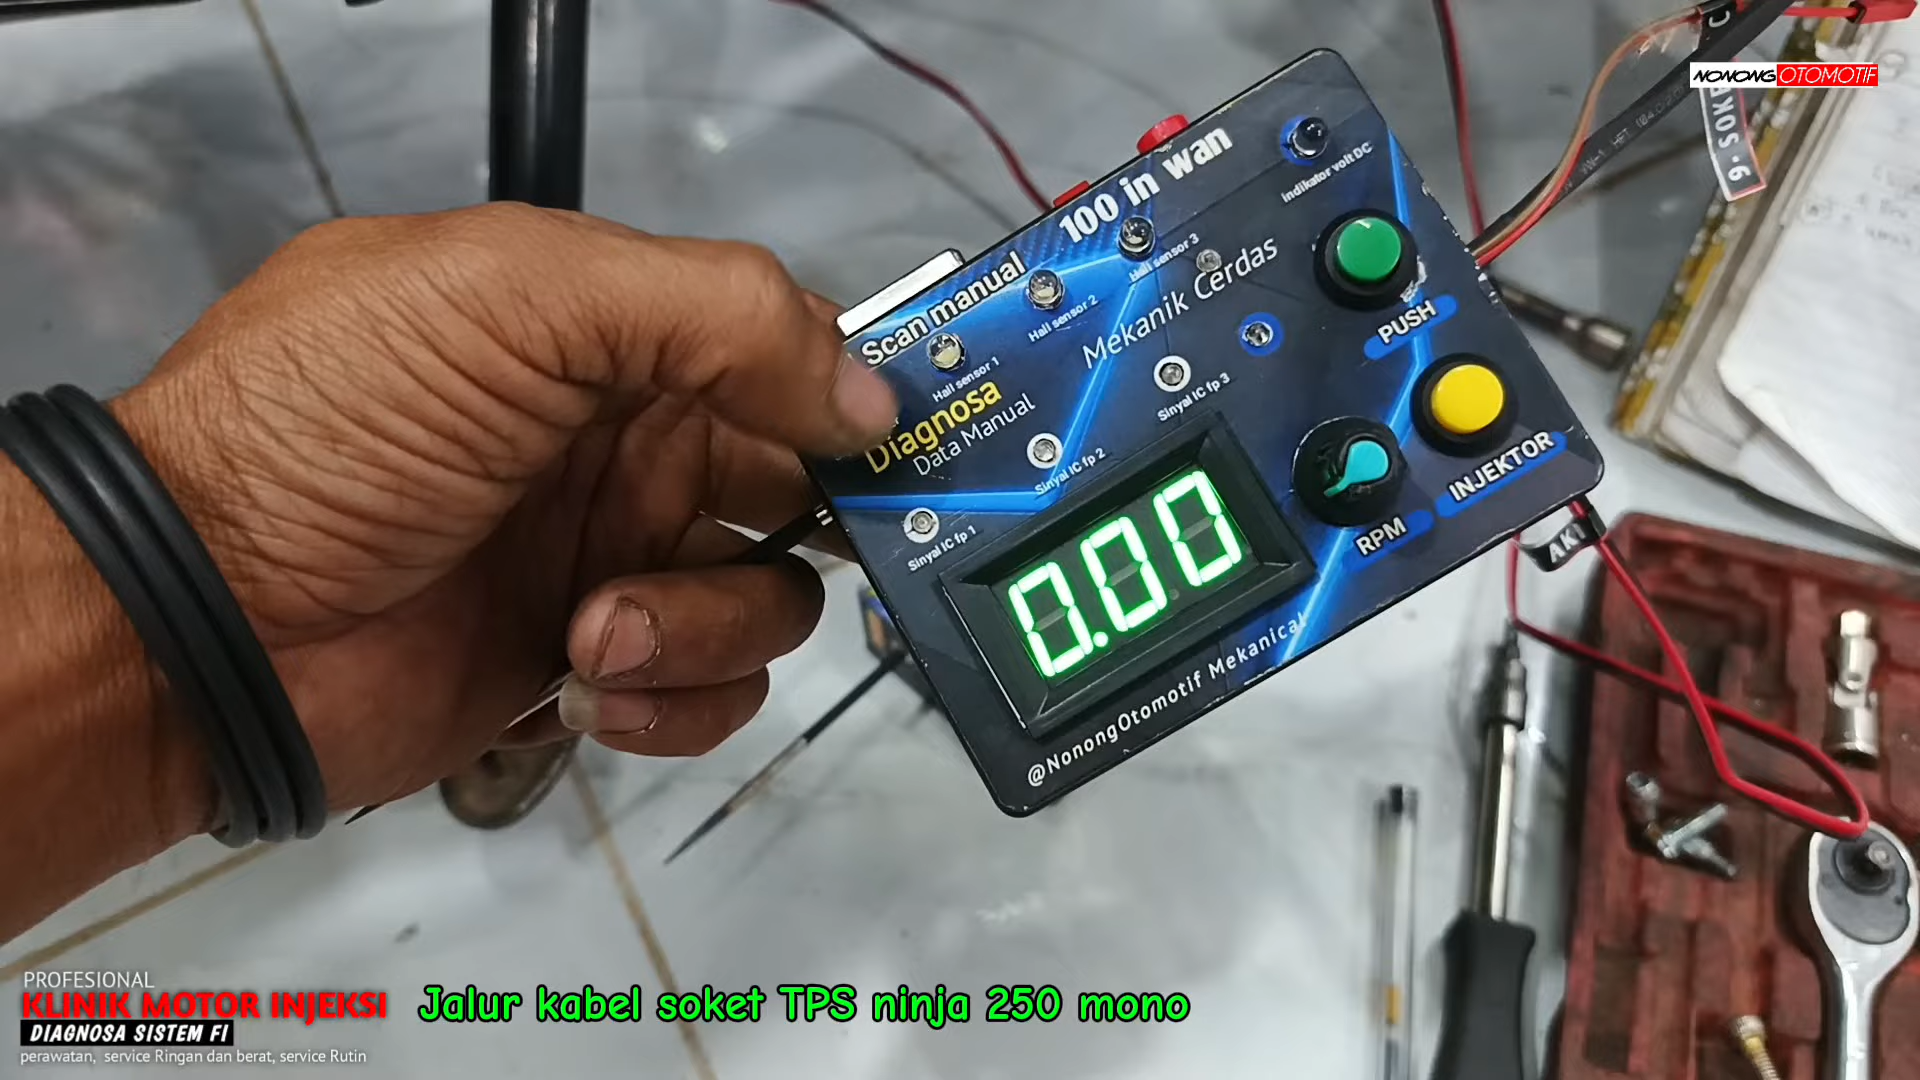 NONONG OTOMOTIF
C
9. SOK
100 in wan
indikator volt DC
Scan manual
Hall sensor 3
Hall sensor 2
Hall sensor 1
Mekanik Cerdas
PUSH
Diagnosa
Data Manual
Sinyal IC fp 3
Sinyal IC fp 2
Sinyal IC fp 1
INJEKTOR
RPM
0.00
AKI
@NonongOtomotif Mekanical
PROFESIONAL
KLINIK MOTOR INJEKSI
DIAGNOSA SISTEM FI
perawatan, service Ringan dan berat, service Rutin
Jalur kabel soket TPS ninja 250 mono